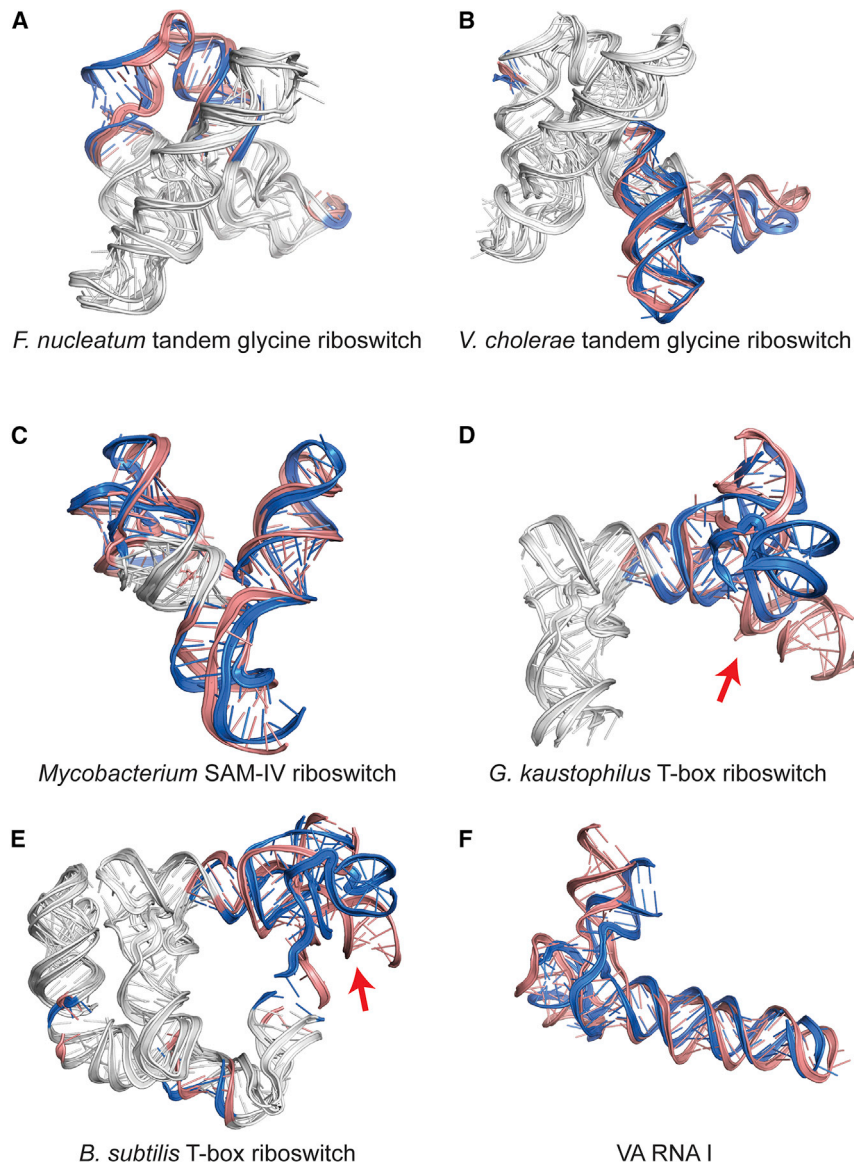 A
B
F. nucleatum tandem glycine riboswitch
V. cholerae tandem glycine riboswitch
C
D
Mycobacterium SAM-IV riboswitch
G. kaustophilus T-box riboswitch
E
F
B. subtilis T-box riboswitch
VA RNA I